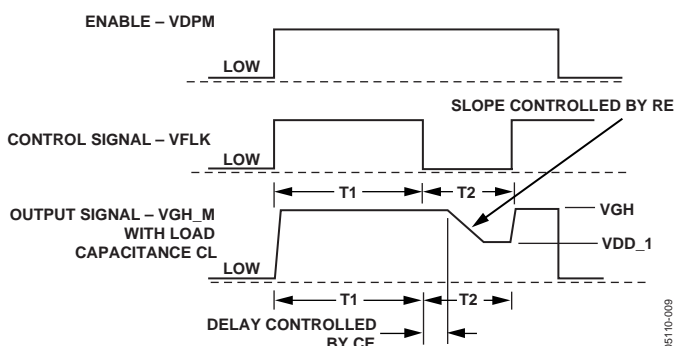 ENABLE – VDPM
LOW
SLOPE CONTROLLED BY RE
CONTROL SIGNAL – VFLK
LOW
T1
T2
OUTPUT SIGNAL – VGH_M
WITH LOAD
CAPACITANCE CL
VGH
VDD_1
LOW
T1
T2
DELAY CONTROLLED
BY CE
05110-009